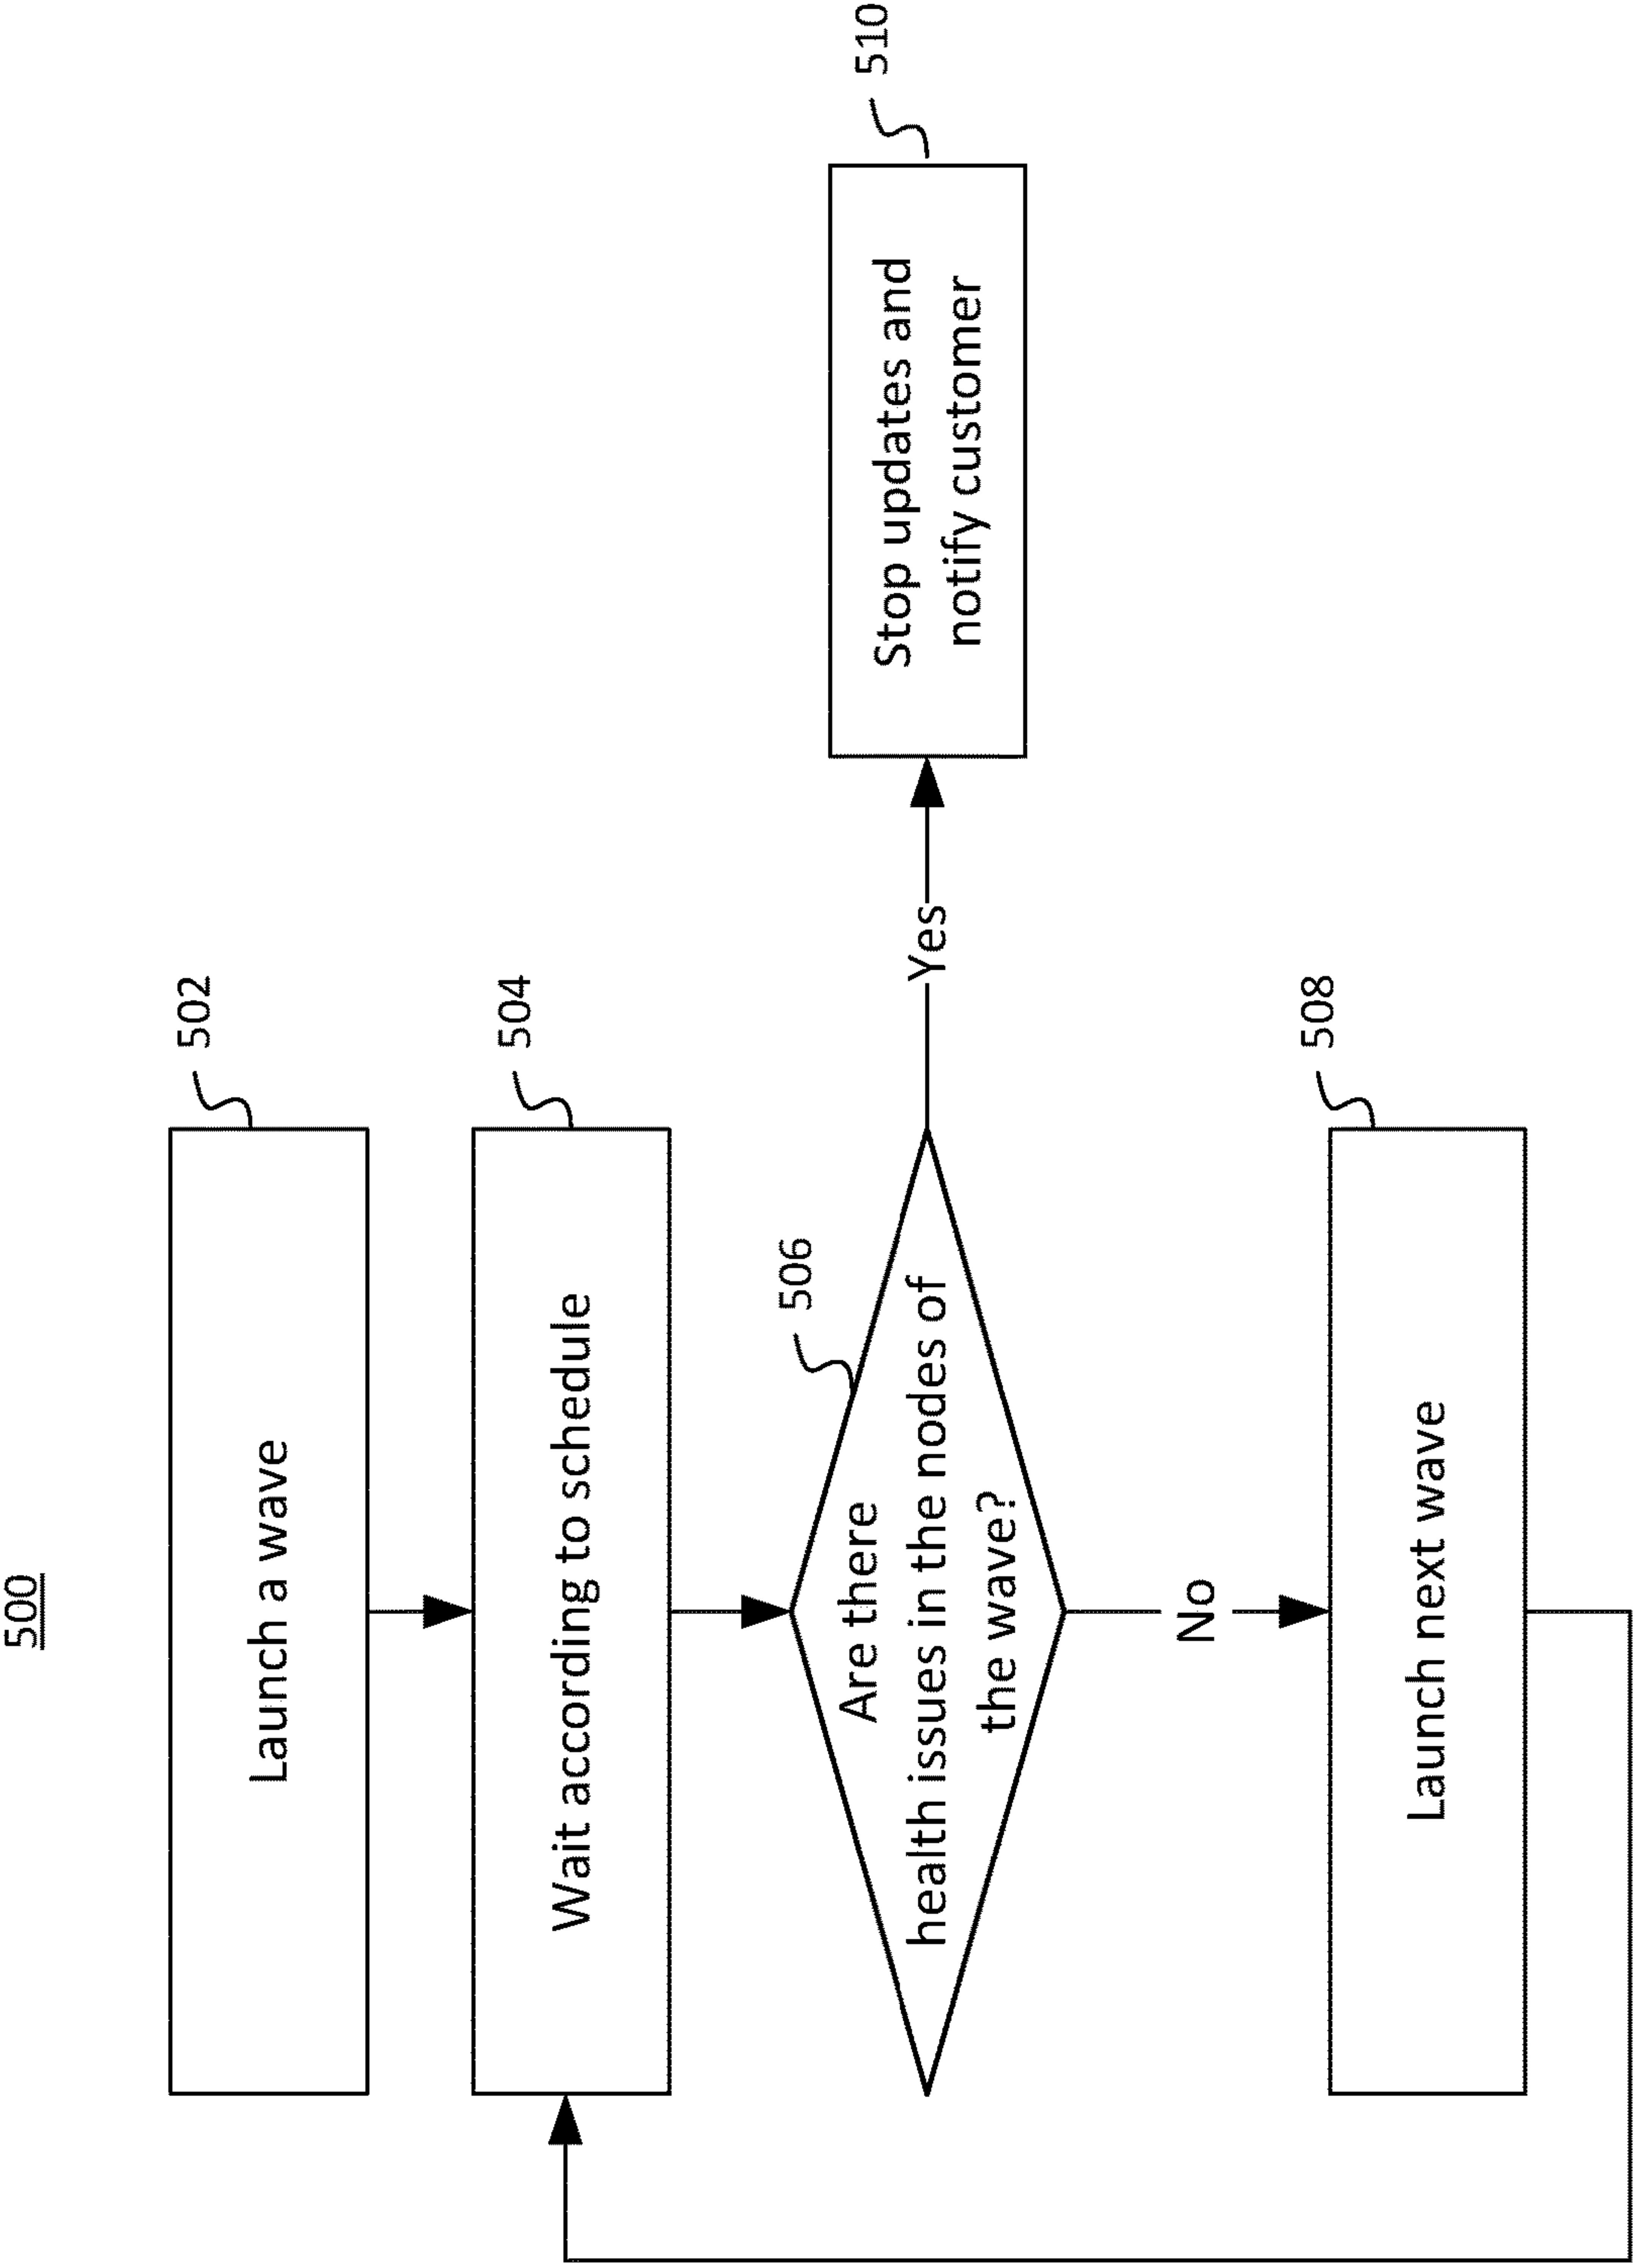 500
Launch a wave
502
Wait according to schedule
504
Are there
health issues in the nodes of
the wave?
506
Yes
Stop updates and
notify customer
510
No
Launch next wave
508